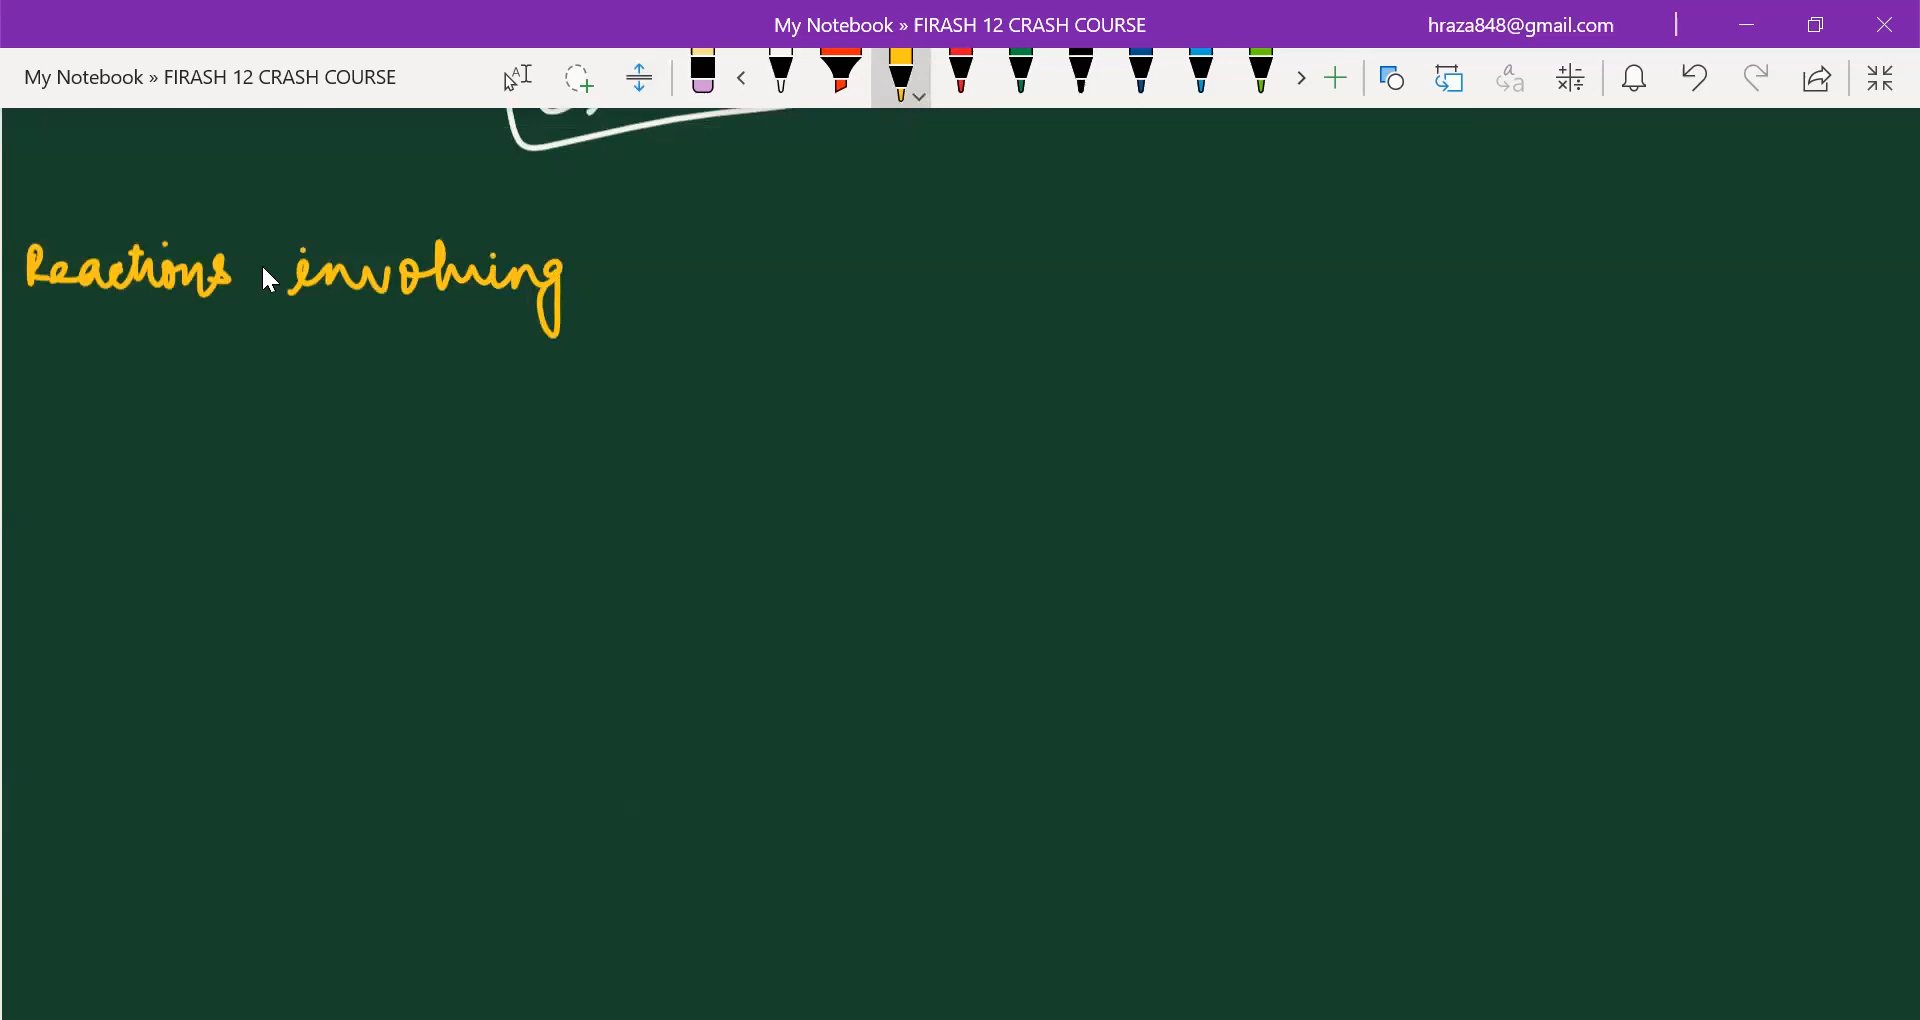 My Notebook » FIRASH 12 CRASH COURSE
hraza848@gmail.com
My Notebook » FIRASH 12 CRASH COURSE
Reactions involving